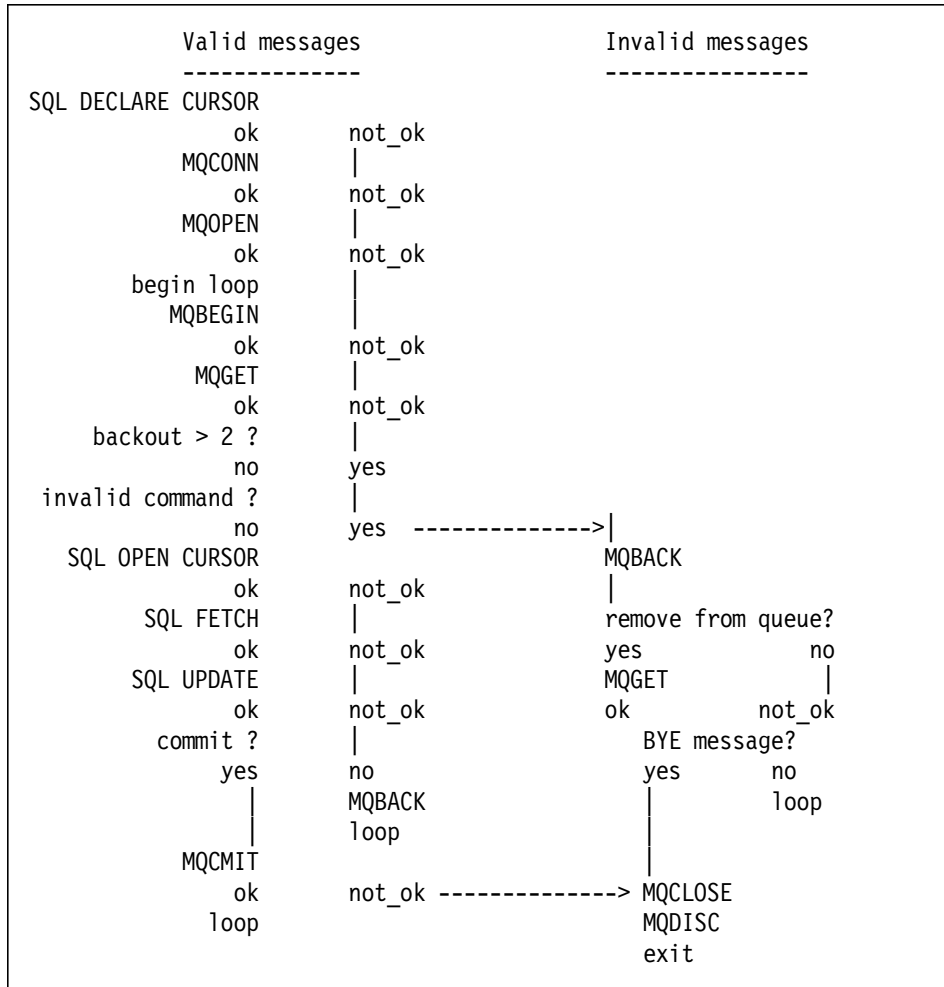 Valid messages                         Invalid messages
--------------                         ----------------
SQL DECLARE CURSOR
ok        not_ok
MQCONN        |
ok        not_ok
MQOPEN        |
ok        not_ok
begin loop        |
MQBEGIN        |
ok        not_ok
MQGET        |
ok        not_ok
backout > 2 ?        |
no        yes
invalid command ?        |
no        yes -------------->|
SQL OPEN CURSOR                         MQBACK
ok        not_ok                         |
SQL FETCH        |                         remove from queue?
ok        not_ok                         yes        no
SQL UPDATE        |                         MQGET        |
ok        not_ok                         ok        not_ok
commit ?        |                         BYE message?
yes        no                         yes        no
|        MQBACK                         |        loop
|        loop                         |
MQCMIT                         |
ok        not_ok --------------> MQCLOSE
loop                         MQDISC
exit